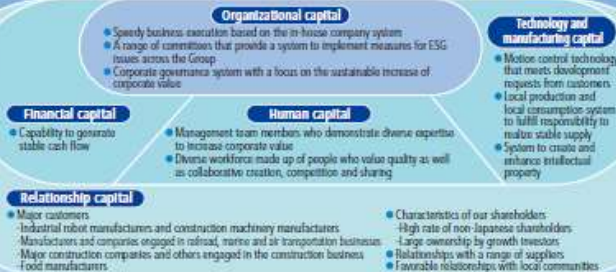 Organizational capital
● Speedy business execution based on the in-house company system
● A range of committees that provide a system to implement measures for ESG
issues across the Group
● Corporate governance system with a focus on the sustainable increase of
corporate value
Technology and
manufacturing capital
● Motion control technology
that meets development
requests from customers
● Local production and
local consumption system
to fulfill responsibility to
realize stable supply
● System to create and
enhance intellectual
property
Financial capital
● Capability to generate
stable cash flow
Human capital
● Management team members who demonstrate diverse expertise
to increase corporate value
● Diverse workforce made up of people who value quality as well
as collaborative creation, competition and sharing
Relationship capital
● Major customers
-Industrial robot manufacturers and construction machinery manufacturers
-Manufacturers and companies engaged in railroad, marine and air transportation businesses
-Major construction companies and others engaged in the construction business
-Food manufacturers
● Characteristics of our shareholders
-High rate of non-Japanese shareholders
-Large ownership by growth investors
● Relationships with a range of suppliers
● Favorable relationships with local communities